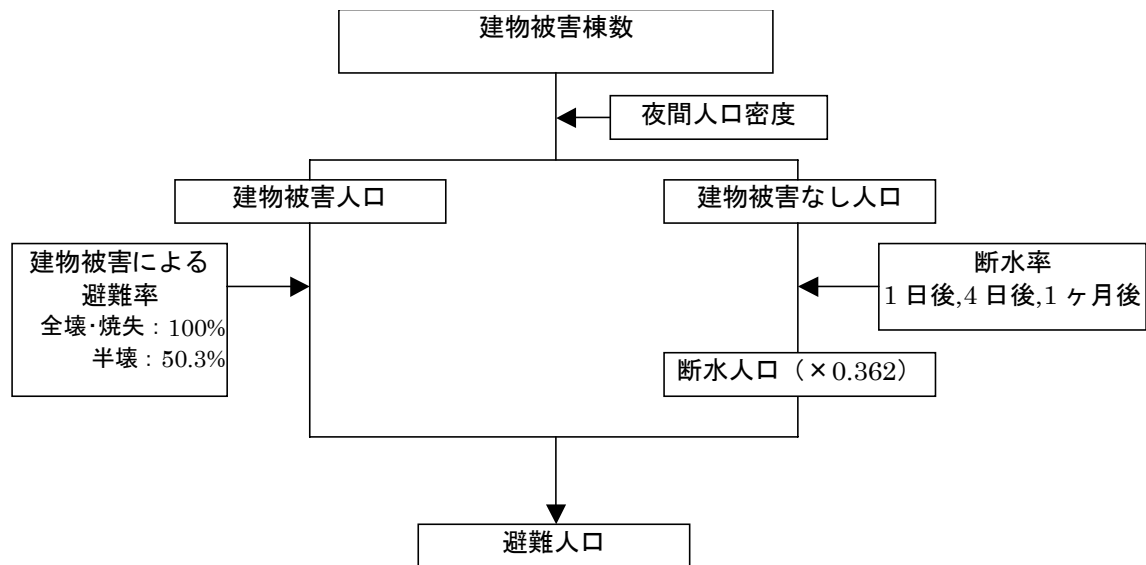 建物被害棟数
夜間人口密度
建物被害人口
建物被害なし人口
建物被害による
避難率
全壊・焼失：100%
半壊：50.3%
断水率
1 日後,4 日後,1 ヶ月後
断水人口（×0.362）
避難人口